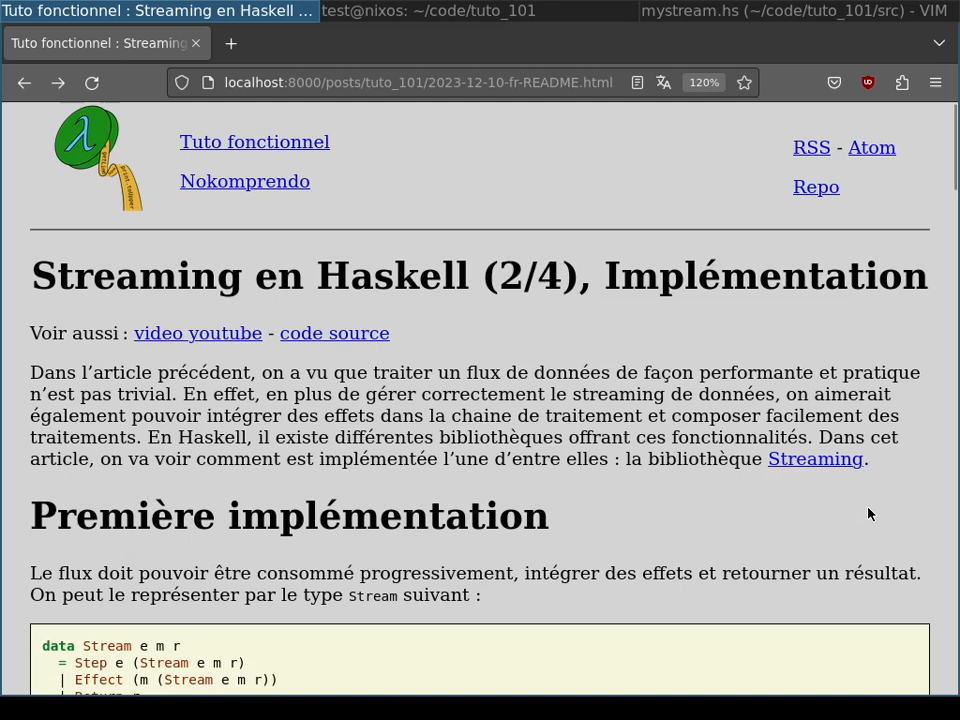 Tuto fonctionnel : Streaming en Haskell ... test@nixos: ~/code/tuto_101 mystream.hs (~/code/tuto_101/src) - VIM
Tuto fonctionnel : Streaming
localhost:8000/posts/tuto_101/2023-12-10-fr-README.html 120%
Tuto fonctionnel
RSS - Atom
Nokomprendo
Repo
Streaming en Haskell (2/4), Implémentation
Voir aussi : video youtube - code source
Dans l’article précédent, on a vu que traiter un flux de données de façon performante et pratique
n’est pas trivial. En effet, en plus de gérer correctement le streaming de données, on aimerait
également pouvoir intégrer des effets dans la chaine de traitement et composer facilement des
traitements. En Haskell, il existe différentes bibliothèques offrant ces fonctionnalités. Dans cet
article, on va voir comment est implémentée l’une d’entre elles : la bibliothèque Streaming.
Première implémentation
Le flux doit pouvoir être consommé progressivement, intégrer des effets et retourner un résultat.
On peut le représenter par le type Stream suivant :
data Stream e m r
= Step e (Stream e m r)
| Effect (m (Stream e m r))
| Return r